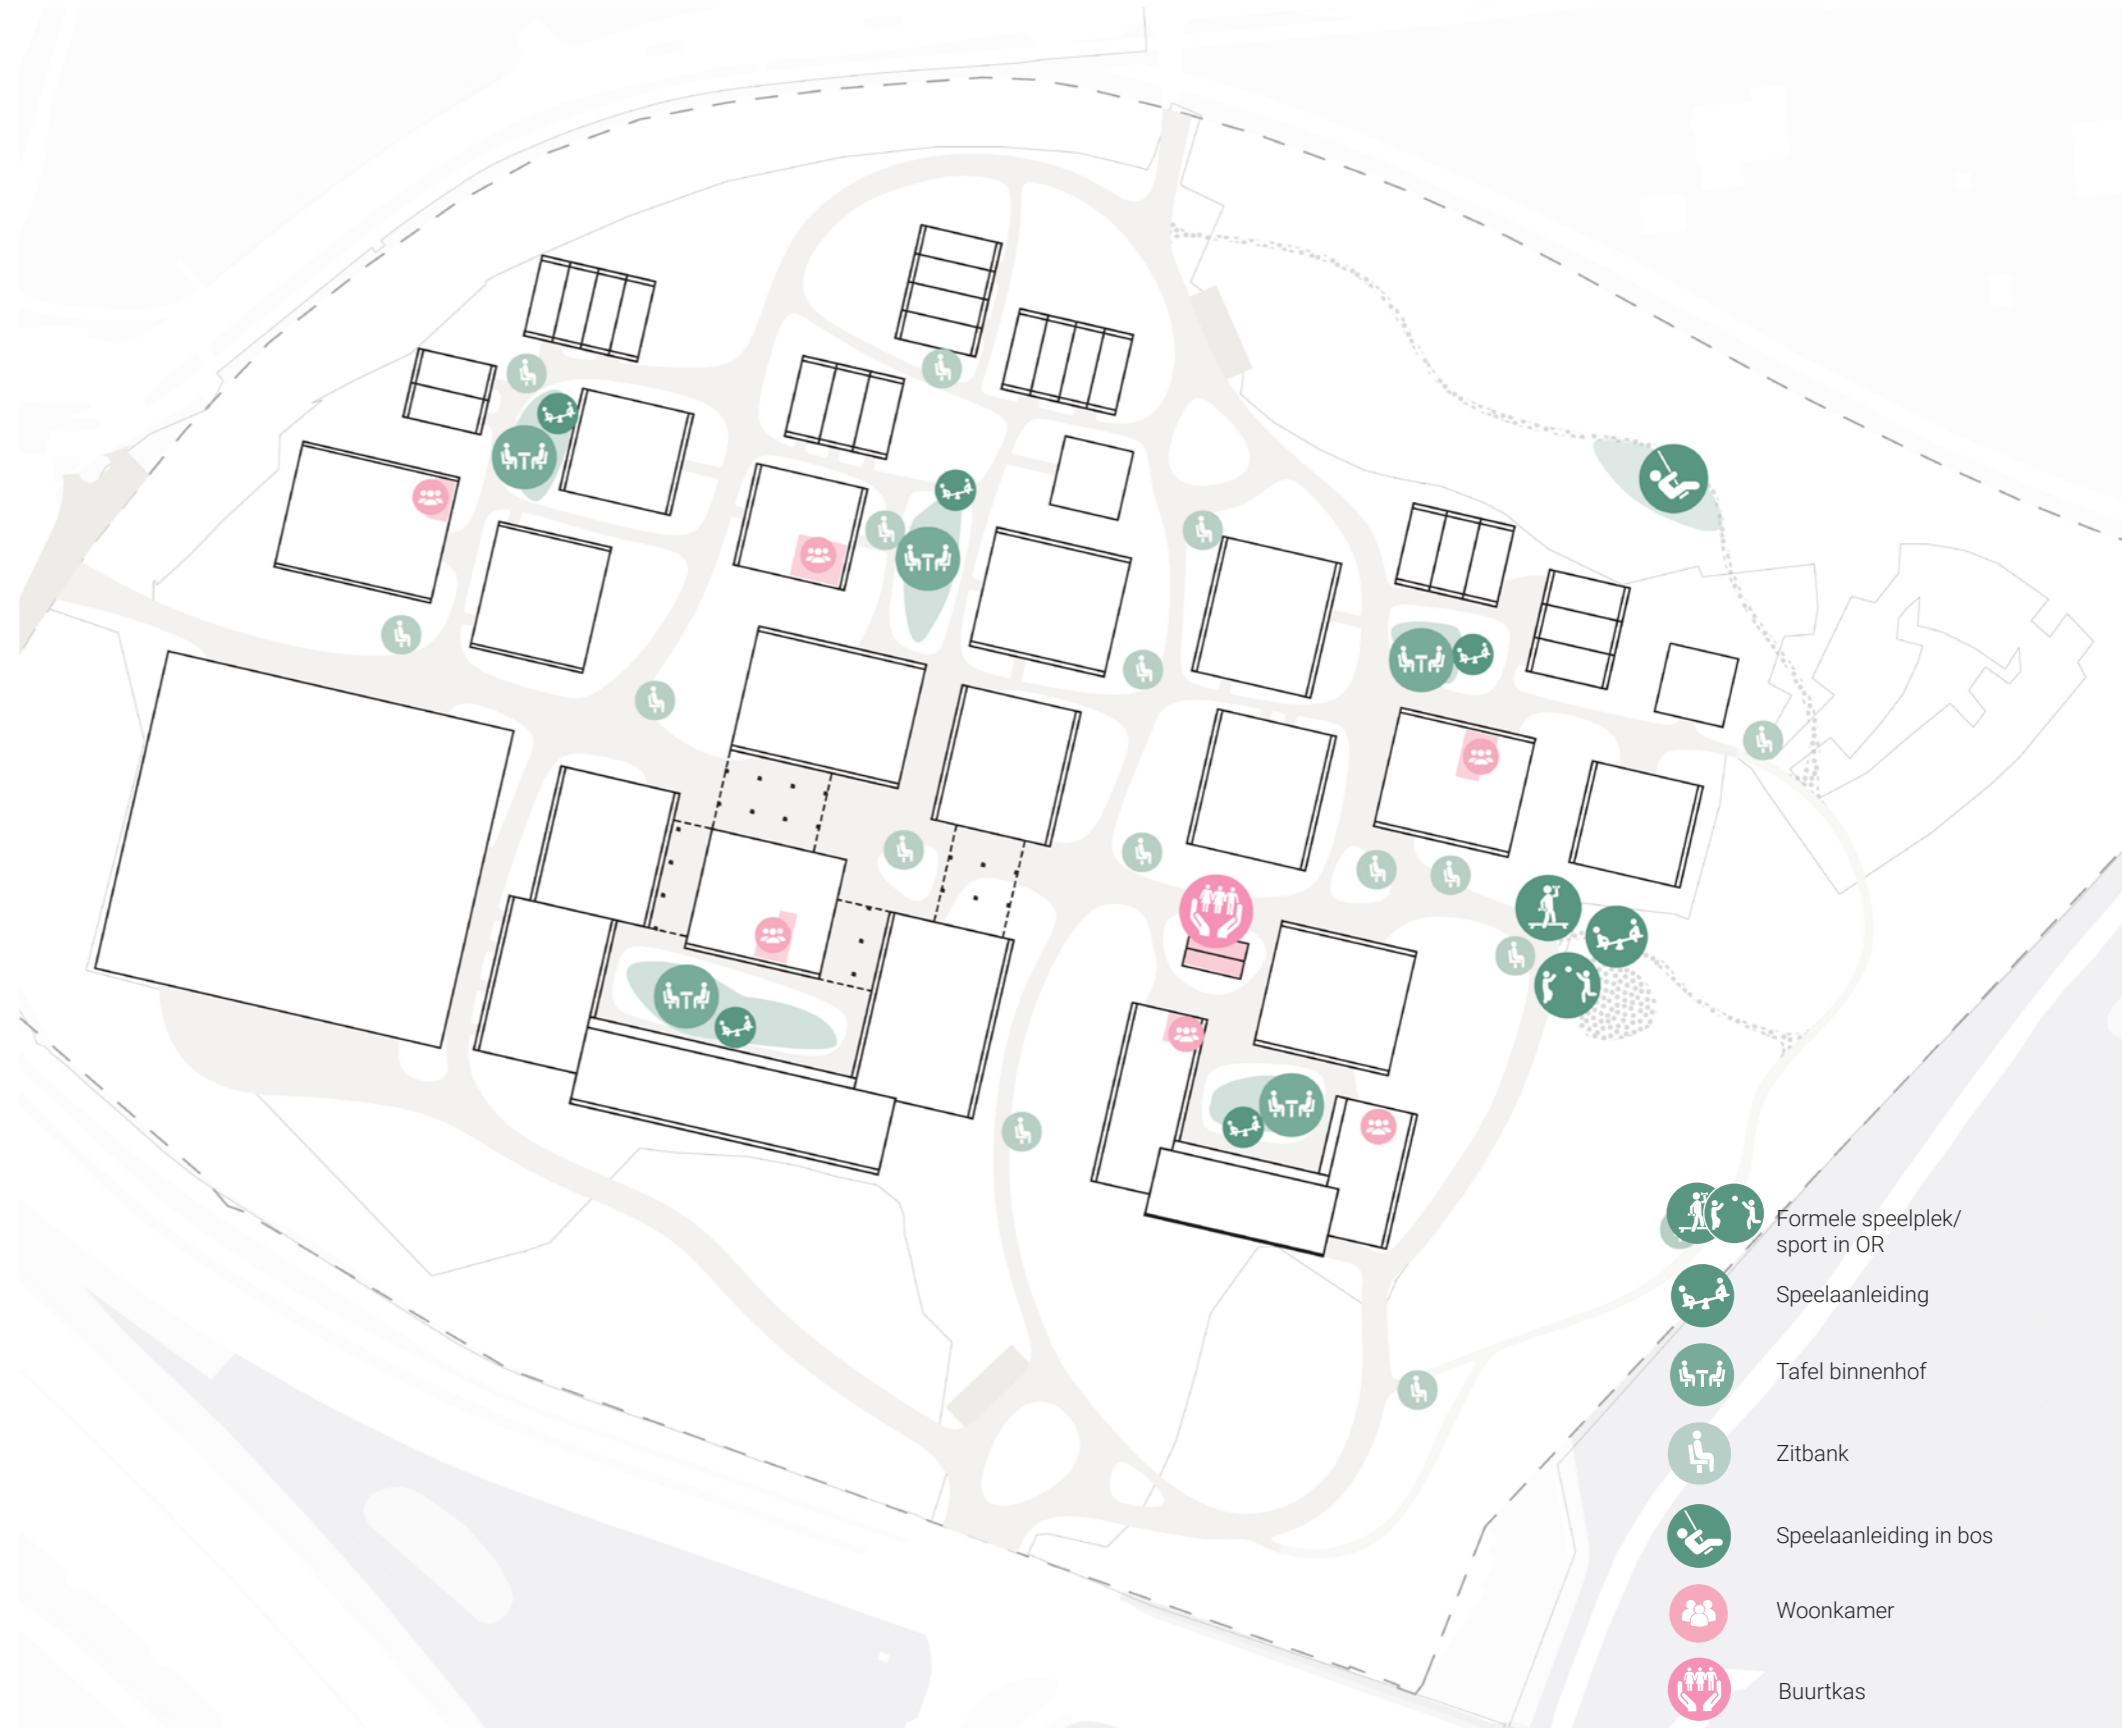 Formele speelplek/
sport in OR
Speelaanleiding
Tafel binnenhof
Zitbank
Speelaanleiding in bos
Woonkamer
Buurtkas